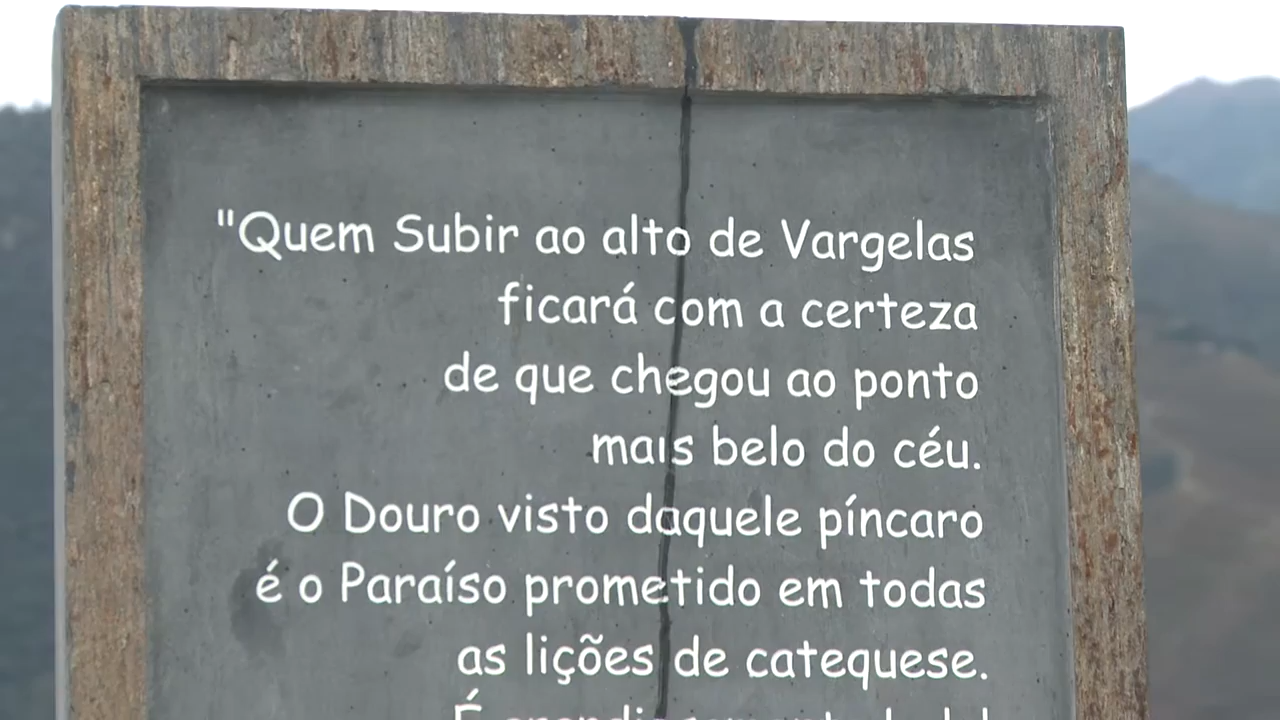 "Quem Subir ao alto de Vargelas
ficará com a certeza
de que chegou ao ponto
mais belo do céu.
O Douro visto daquele píncaro
é o Paraíso prometido em todas
as lições de catequese.
É